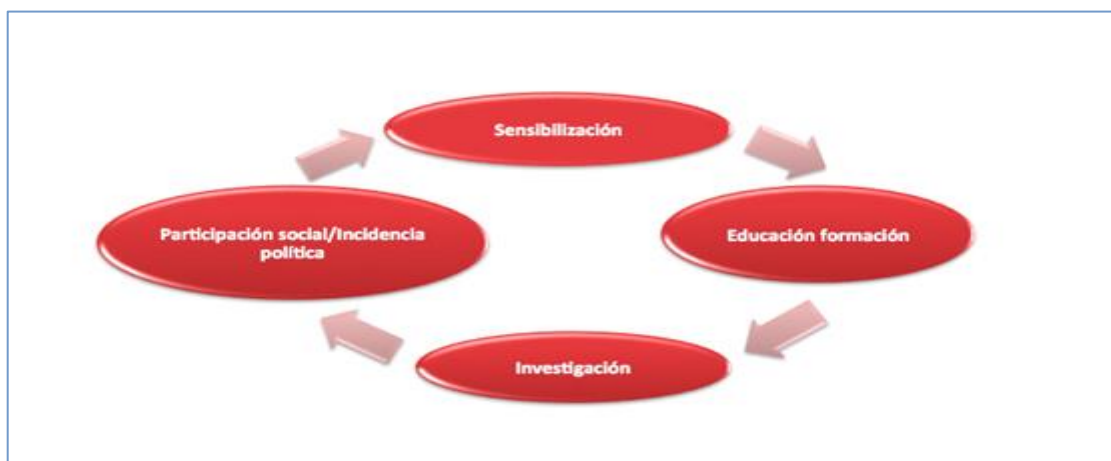 Sensibilización
Participación social/Incidencia
política
Educación formación
Investigación